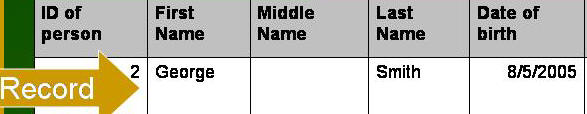 ID of person First Name Middle Name Last Name Date of birth
Record 2 George Smith 8/5/2005